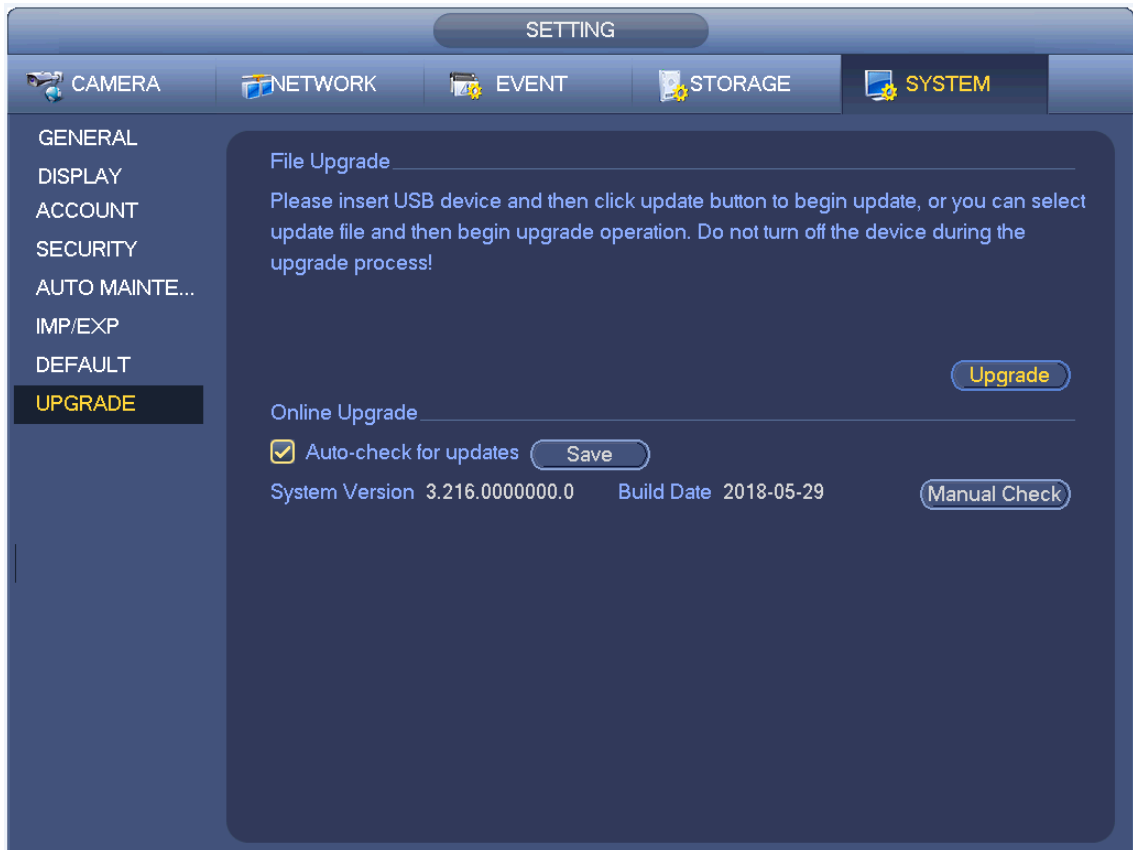 SETTING
CAMERA NETWORK EVENT STORAGE SYSTEM
GENERAL
DISPLAY
ACCOUNT
SECURITY
AUTO MAINTE...
IMP/EXP
DEFAULT
UPGRADE
File Upgrade
Please insert USB device and then click update button to begin update, or you can select
update file and then begin upgrade operation. Do not turn off the device during the
upgrade process!
Upgrade
Online Upgrade
Auto-check for updates Save
System Version 3.216.0000000.0 Build Date 2018-05-29 Manual Check